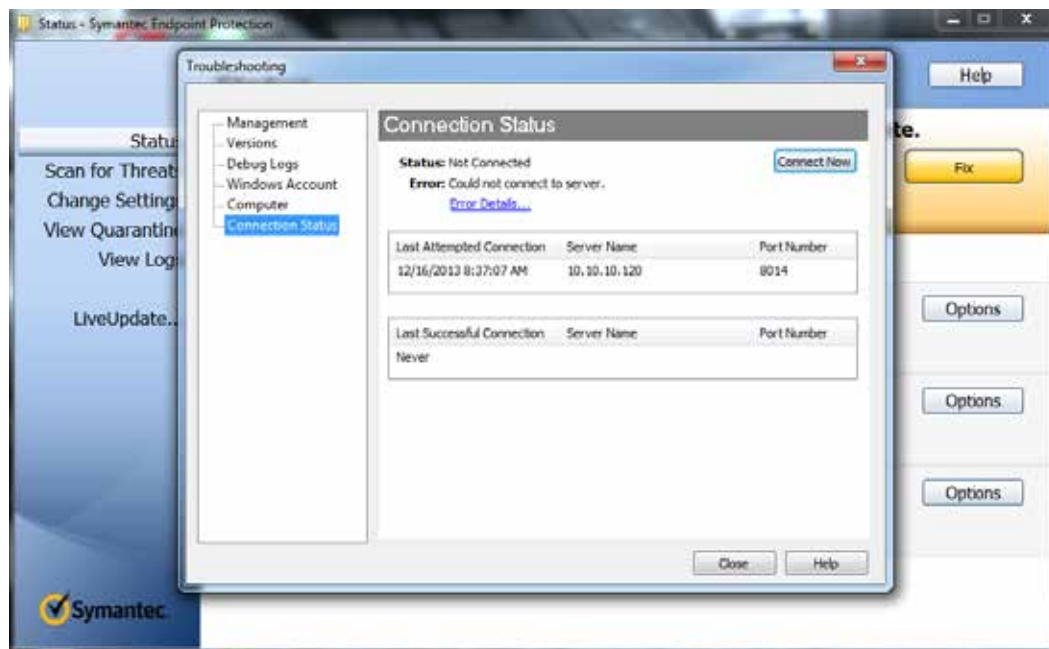 Status - Symantec Endpoint Protection
Troubleshooting
Help
te.
Fix
Status
Scan for Threat
Change Setting
View Quarantin
View Log
LiveUpdate..
Options
Options
Options
Management
Versions
Debug Logs
Windows Account
Computer
Connection Status
Connection Status
Status: Not Connected
Connect Now
Error: Could not connect to server.
Error Details...
Last Attempted Connection Server Name Port Number
12/16/2013 8:37:07 AM 10.10.10.120 8014
Last Successful Connection Server Name Port Number
Never
Close Help
Symantec.